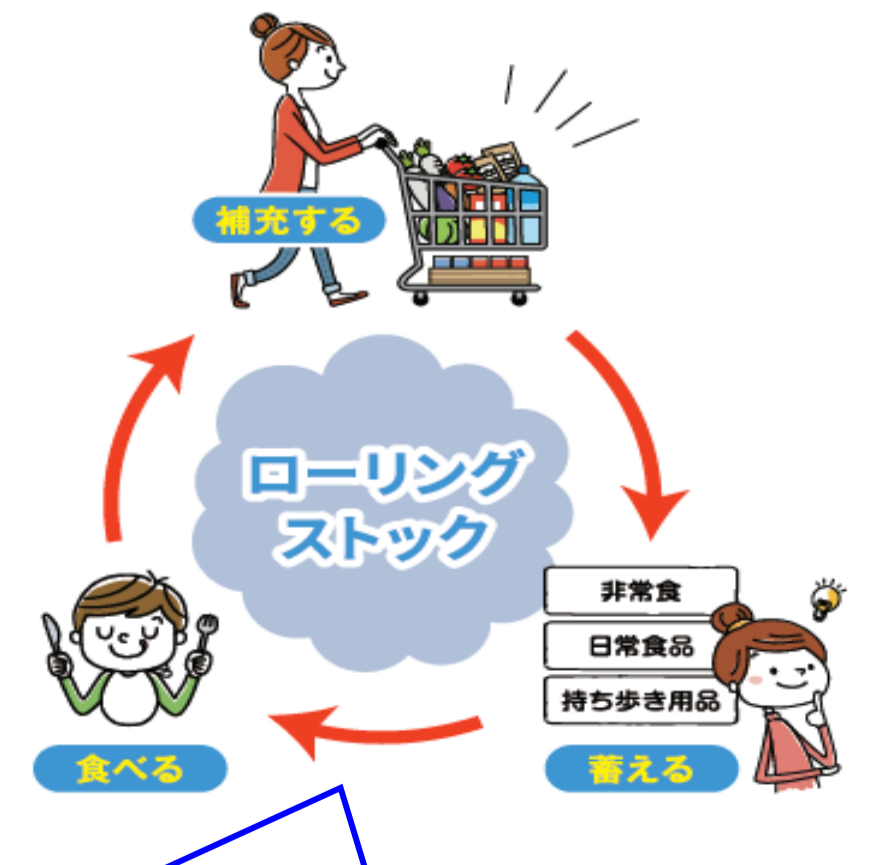 補充する
ローリング
ストック
非常食
日常食品
持ち歩き用品
食べる
蓄える